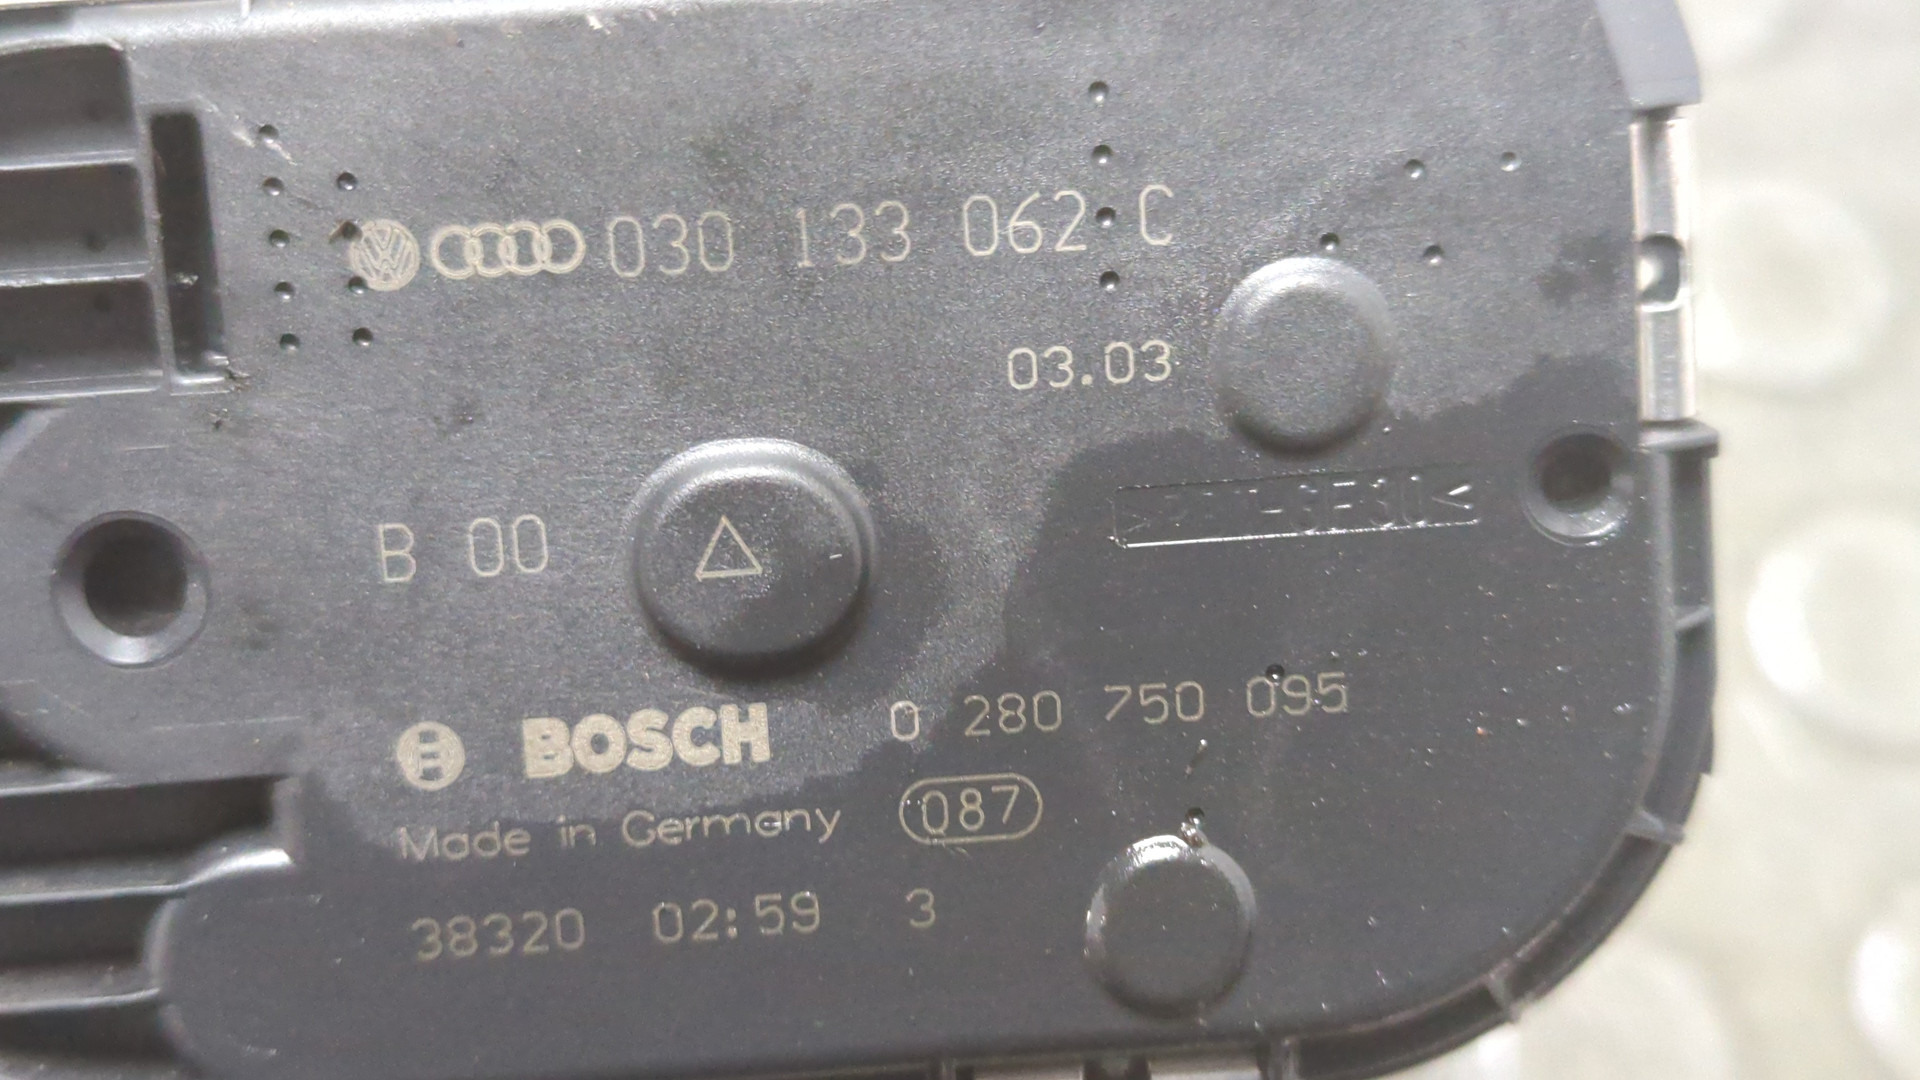 030 133 062 C
03.03
B 00
BOSCH 0 280 750 095
Made in Germany 087
38320 02:59 3